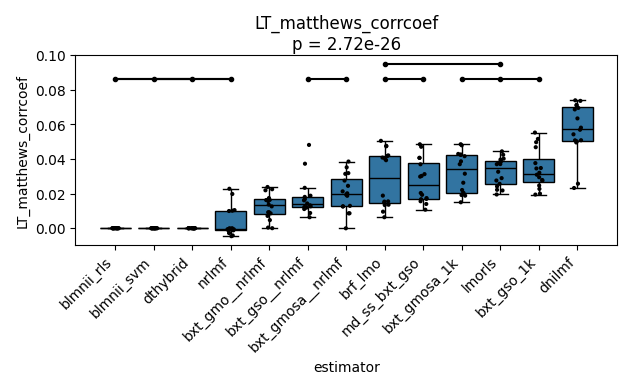 LT_matthews_corrcoef
p = 2.72e-26
LT_matthews_corrcoef
0.10
0.08
0.06
0.04
0.02
0.00
blmnii_rls
blmnii_svm
dthybrid
nrlmf
bxt_gmo__nrlmf
bxt_gso__nrlmf
bxt_gmosa__nrlmf
brf_lmo
md_ss_bxt_gso
bxt_gmosa_1k
lmorls
bxt_gso_1k
dnilmf
estimator